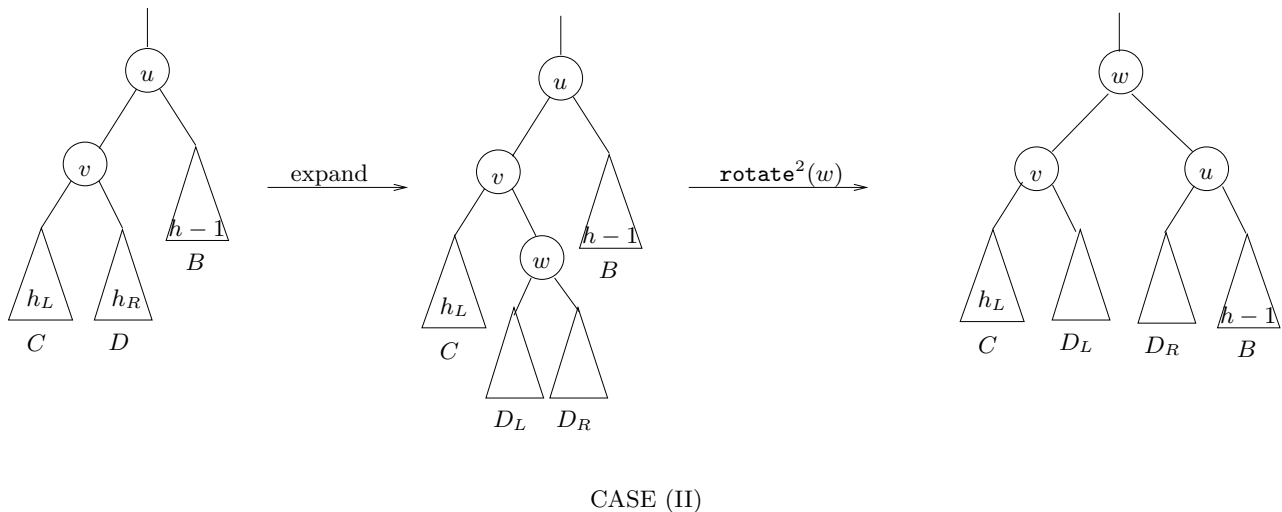 u
v
h_L
C
h_R
D
h − 1
B
expand
u
v
h_L
C
w
D_L
D_R
h − 1
B
rotate²(w)
w
v
u
h_L
C
D_L
D_R
h − 1
B
CASE (II)